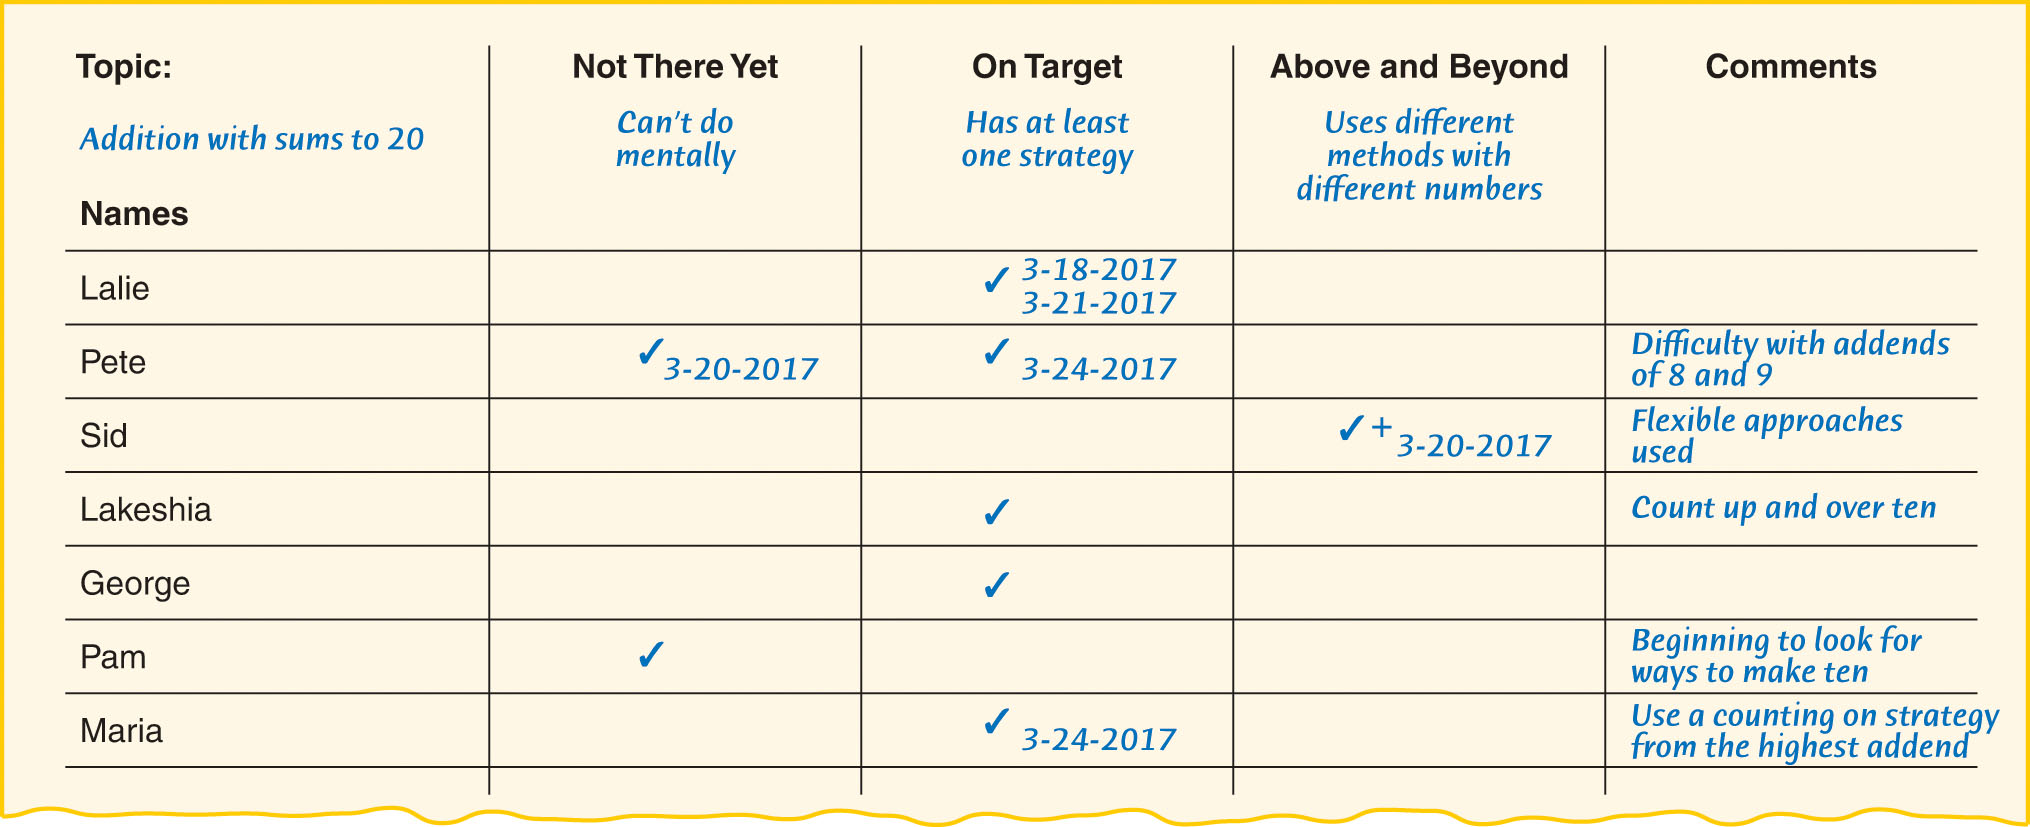 Topic: Not There Yet On Target Above and Beyond Comments
Addition with sums to 20
Can't do
mentally
Has at least
one strategy
Uses different
methods with
different numbers
Names
Lalie
✓ 3-18-2017
3-21-2017
Pete
✓ 3-20-2017
✓ 3-24-2017
Difficulty with addends
of 8 and 9
Sid
✓+ 3-20-2017
Flexible approaches
used
Lakeshia
✓
Count up and over ten
George
✓
Pam
✓
Beginning to look for
ways to make ten
Maria
✓ 3-24-2017
Use a counting on strategy
from the highest addend